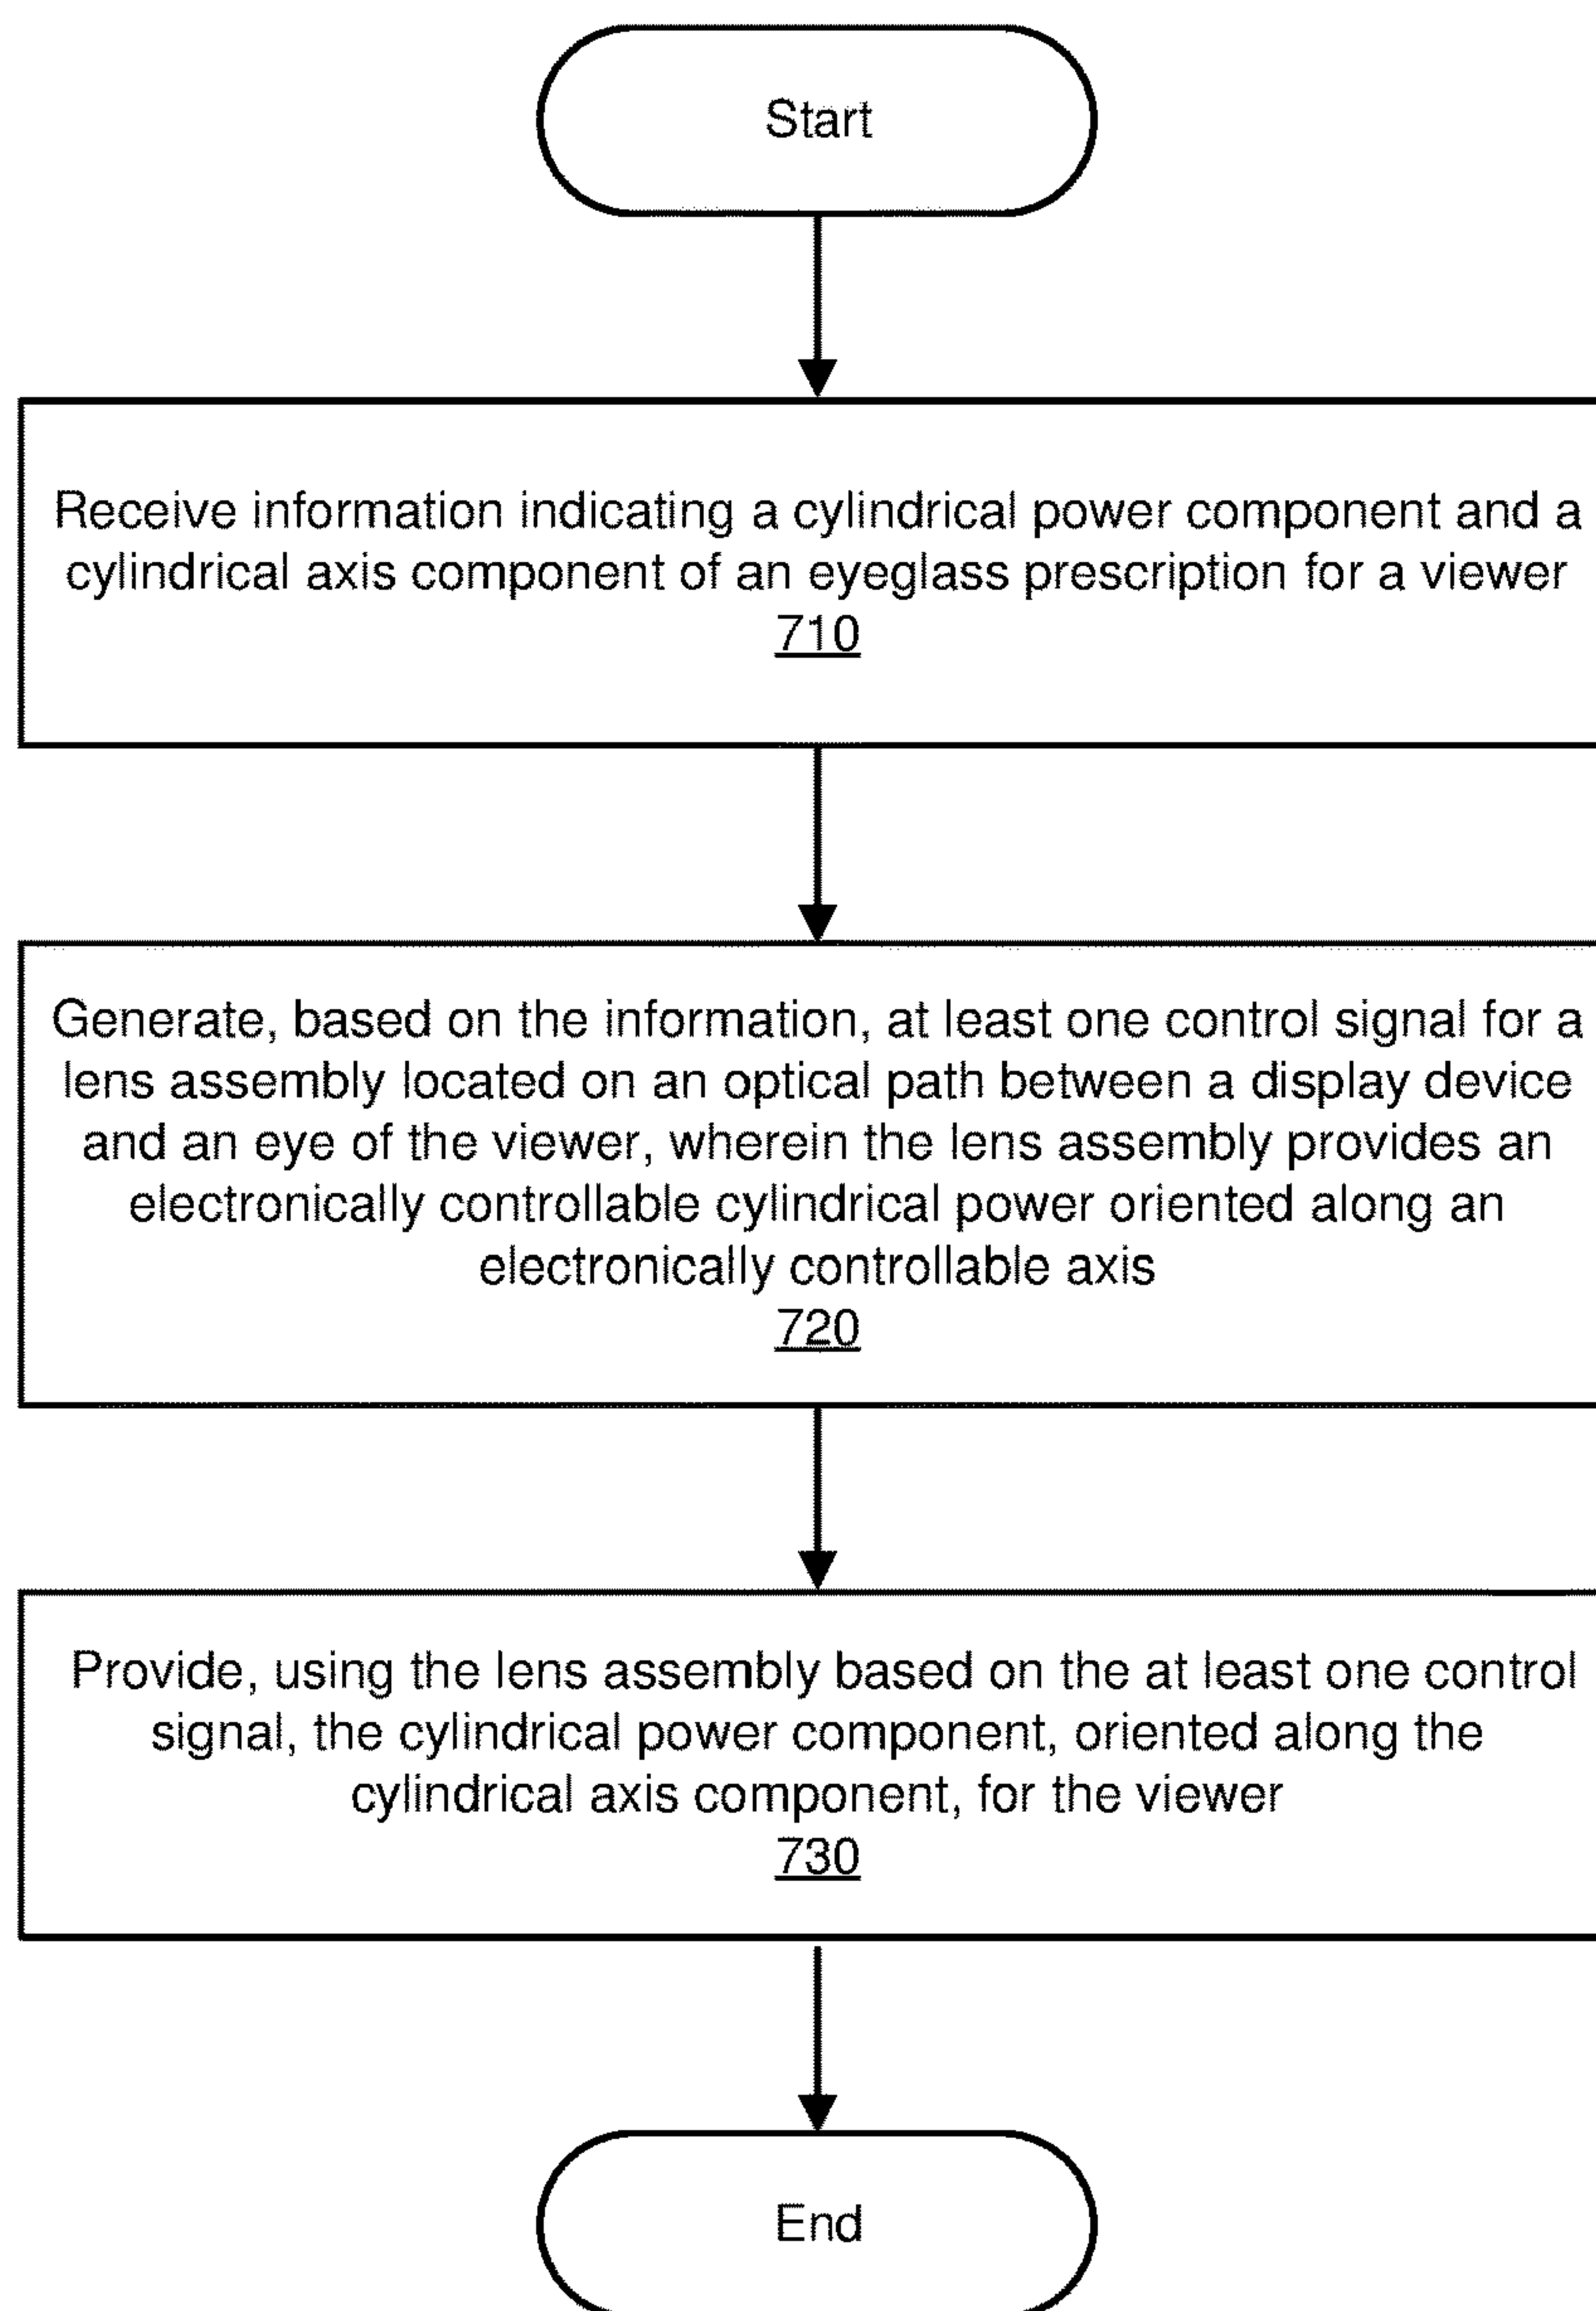 Start
Receive information indicating a cylindrical power component and a
cylindrical axis component of an eyeglass prescription for a viewer
710
Generate, based on the information, at least one control signal for a
lens assembly located on an optical path between a display device
and an eye of the viewer, wherein the lens assembly provides an
electronically controllable cylindrical power oriented along an
electronically controllable axis
720
Provide, using the lens assembly based on the at least one control
signal, the cylindrical power component, oriented along the
cylindrical axis component, for the viewer
730
End